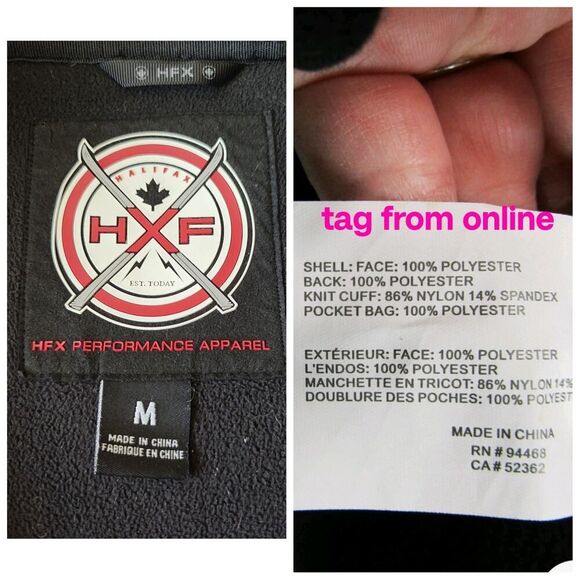 HFX
HALIFAX
HXF
EST. TODAY
HFX PERFORMANCE APPAREL
M
MADE IN CHINA
FABRIQUE EN CHINE
tag from online
SHELL: FACE: 100% POLYESTER
BACK: 100% POLYESTER
KNIT CUFF: 86% NYLON 14% SPANDEX
POCKET BAG: 100% POLYESTER
EXTÉRIEUR: FACE: 100% POLYESTER
L'ENDOS: 100% POLYESTER
MANCHETTE EN TRICOT: 86% NYLON 14%
DOUBLURE DES POCHES: 100% POLYEST
MADE IN CHINA
RN # 94468
CA # 52362